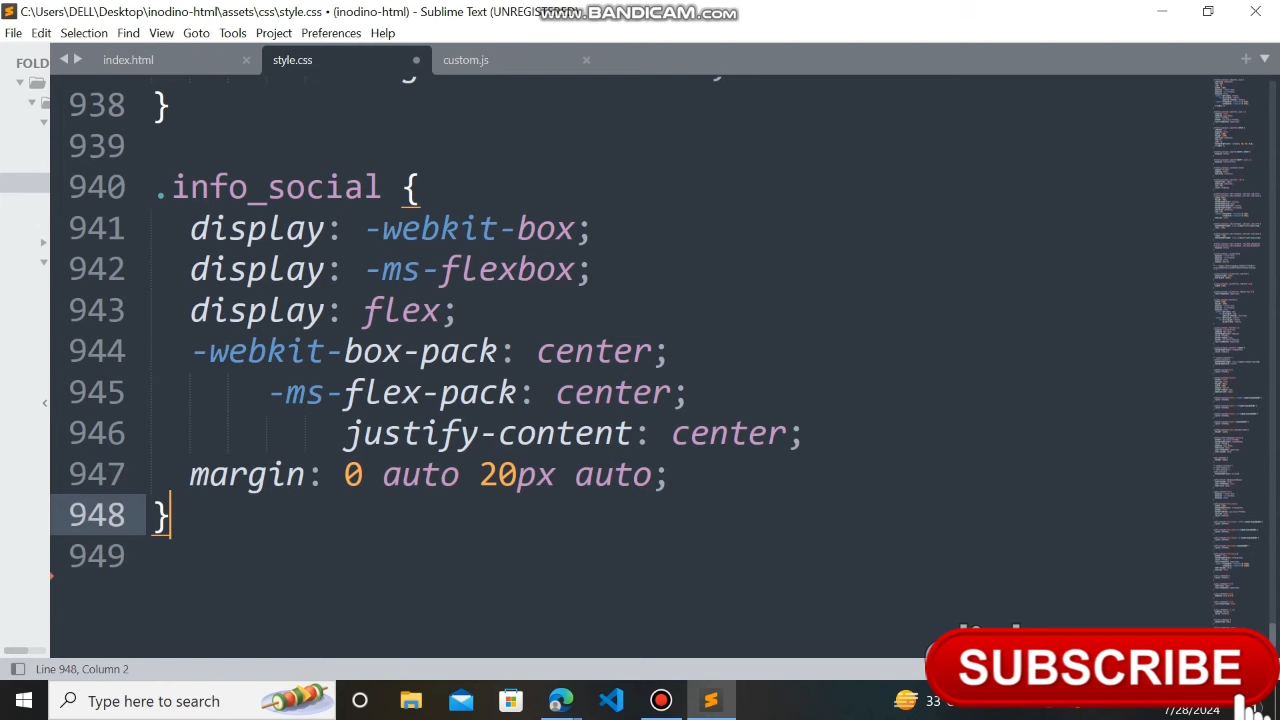 C:\Users\DELL\Desktop\inodino-html\assets\css\style.css • (inodino-html) - Sublime Text (UNREGISTERED)
www.BANDICAM.com
File Edit Selection Find View Goto Tools Project Preferences Help
FOLD
index.html
style.css
custom.js
938 }
939
940 .info_social {
941 display: -webbit-box;
942 display: -ms-flexbox;
943 display: flex;
944 -webkit-box-pack: center;
945 -ms-flex-pack: center;
946 justify-content: center;
947 margin: 0 auto 20px auto;
948 }
949
Line 948, Column 2
SUBSCRIBE
Type here to search
33
7/28/2024